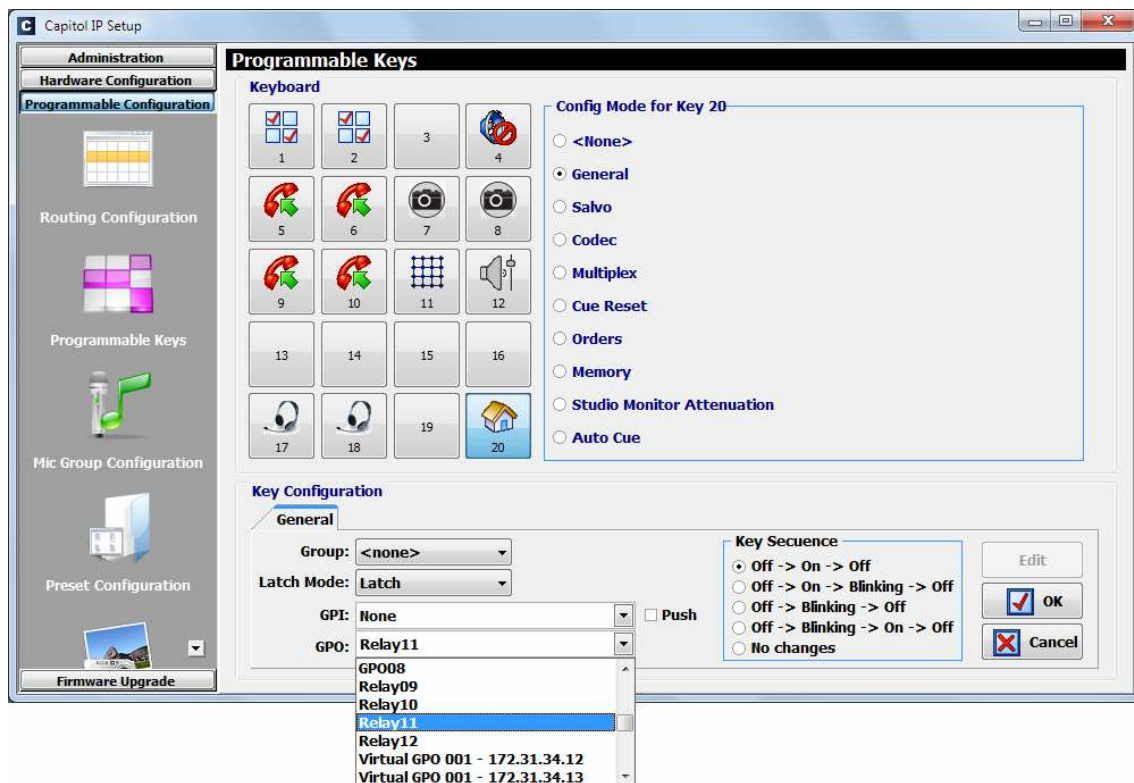 Capitol IP Setup
Administration
Hardware Configuration
Programmable Configuration
Routing Configuration
Programmable Keys
Mic Group Configuration
Preset Configuration
Firmware Upgrade
Programmable Keys
Keyboard
1 2 3 4
5 6 7 8
9 10 11 12
13 14 15 16
17 18 19 20
Config Mode for Key 20
<None>
General
Salvo
Codec
Multiplex
Cue Reset
Orders
Memory
Studio Monitor Attenuation
Auto Cue
Key Configuration
General
Group: <none>
Latch Mode: Latch
GPI: None Push
GPO: Relay11
GPO08
Relay09
Relay10
Relay11
Relay12
Virtual GPO 001 - 172.31.34.12
Virtual GPO 001 - 172.31.34.13
Key Secuence
Off -> On -> Off
Off -> On -> Blinking -> Off
Off -> Blinking -> Off
Off -> Blinking -> On -> Off
No changes
Edit
OK
Cancel